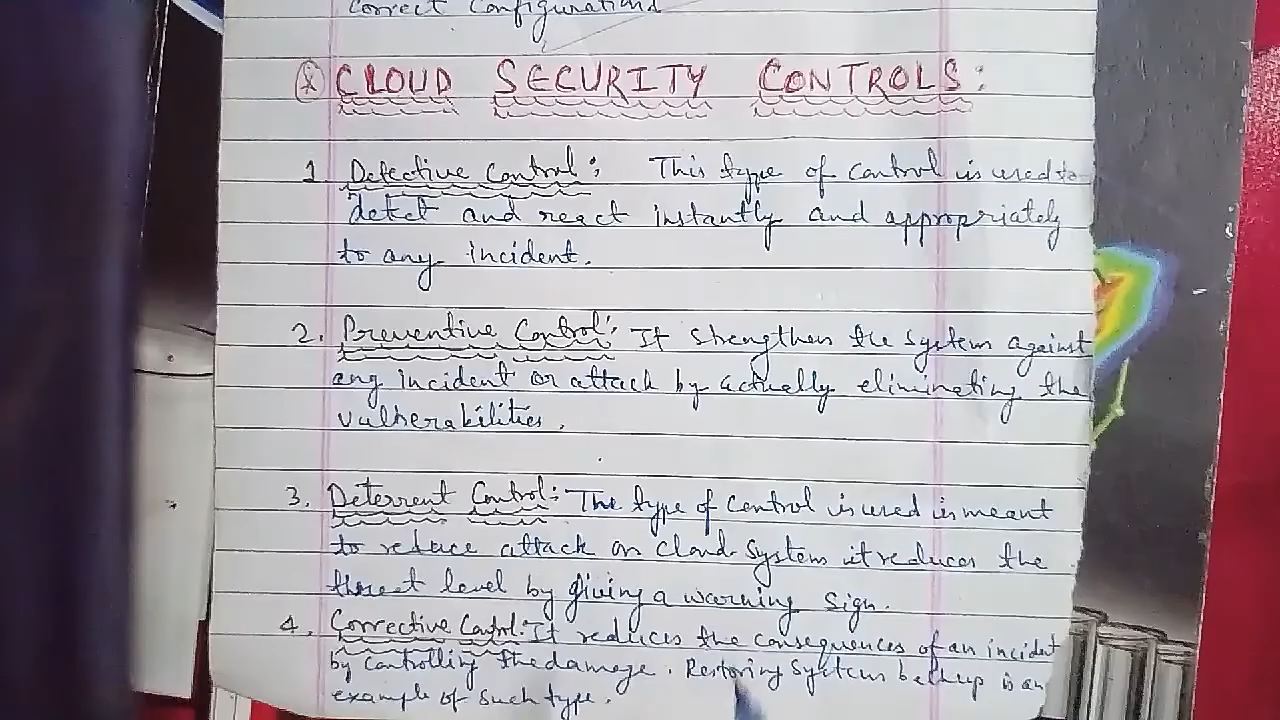 Correct Configurations
* CLOUD SECURITY CONTROLS:
1. Detective Control: This type of control is used to
detect and react instantly and appropriately
to any incident.
2. Preventive Control: It strengthen the system against
any incident or attack by actually eliminating the
vulnerabilities.
3. Deterrent Control: The type of control is used is meant
to reduce attack on cloud system it reduces the
threat level by giving a warning sign.
4. Corrective Control: It reduces the consequences of an incident
by controlling the damage. Restoring system backup is an
example of such type.